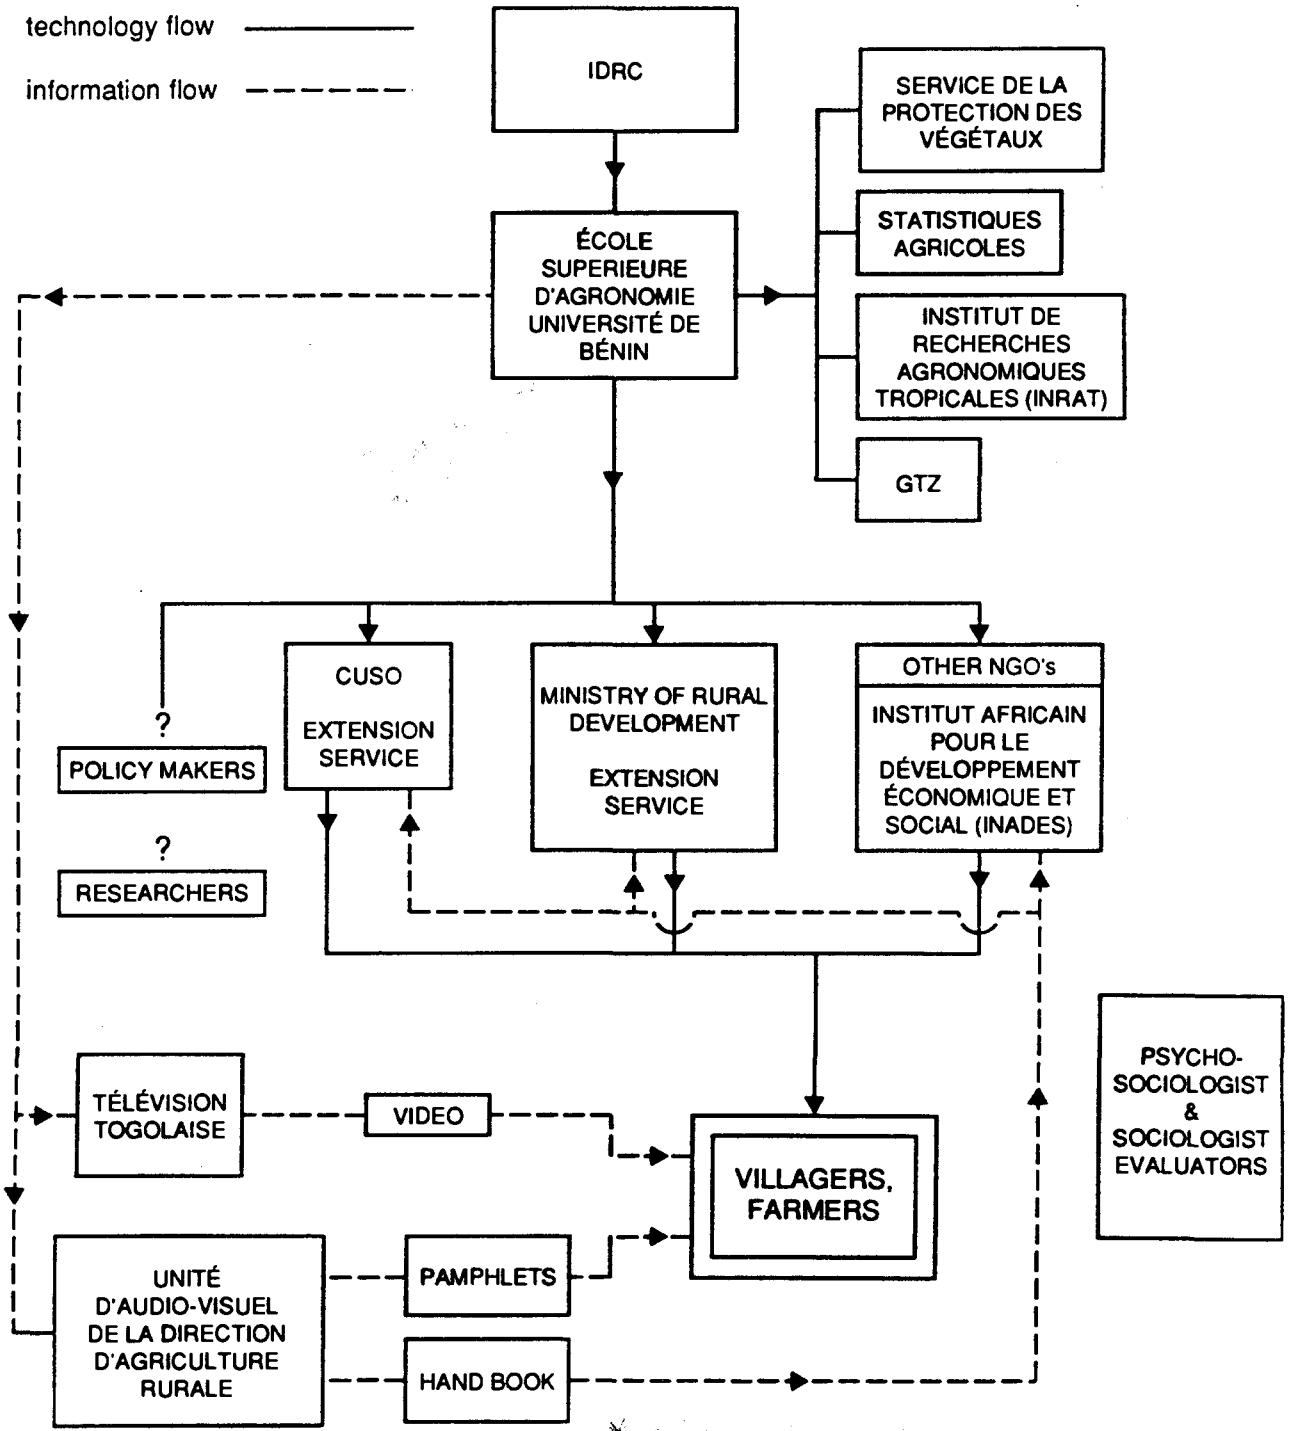 technology flow
information flow
IDRC
SERVICE DE LA
PROTECTION DES
VÉGÉTAUX
STATISTIQUES
AGRICOLES
ÉCOLE
SUPERIEURE
D'AGRONOMIE
UNIVERSITÉ DE
BÉNIN
INSTITUT DE
RECHERCHES
AGRONOMIQUES
TROPICALES (INRAT)
GTZ
?
POLICY MAKERS
?
RESEARCHERS
CUSO
EXTENSION
SERVICE
MINISTRY OF RURAL
DEVELOPMENT
EXTENSION
SERVICE
OTHER NGO's
INSTITUT AFRICAIN
POUR LE
DÉVELOPPEMENT
ÉCONOMIQUE ET
SOCIAL (INADES)
TÉLÉVISION
TOGOLAISE
VIDEO
VILLAGERS,
FARMERS
PSYCHO-
SOCIOLOGIST
&
SOCIOLOGIST
EVALUATORS
UNITÉ
D'AUDIO-VISUEL
DE LA DIRECTION
D'AGRICULTURE
RURALE
PAMPHLETS
HAND BOOK